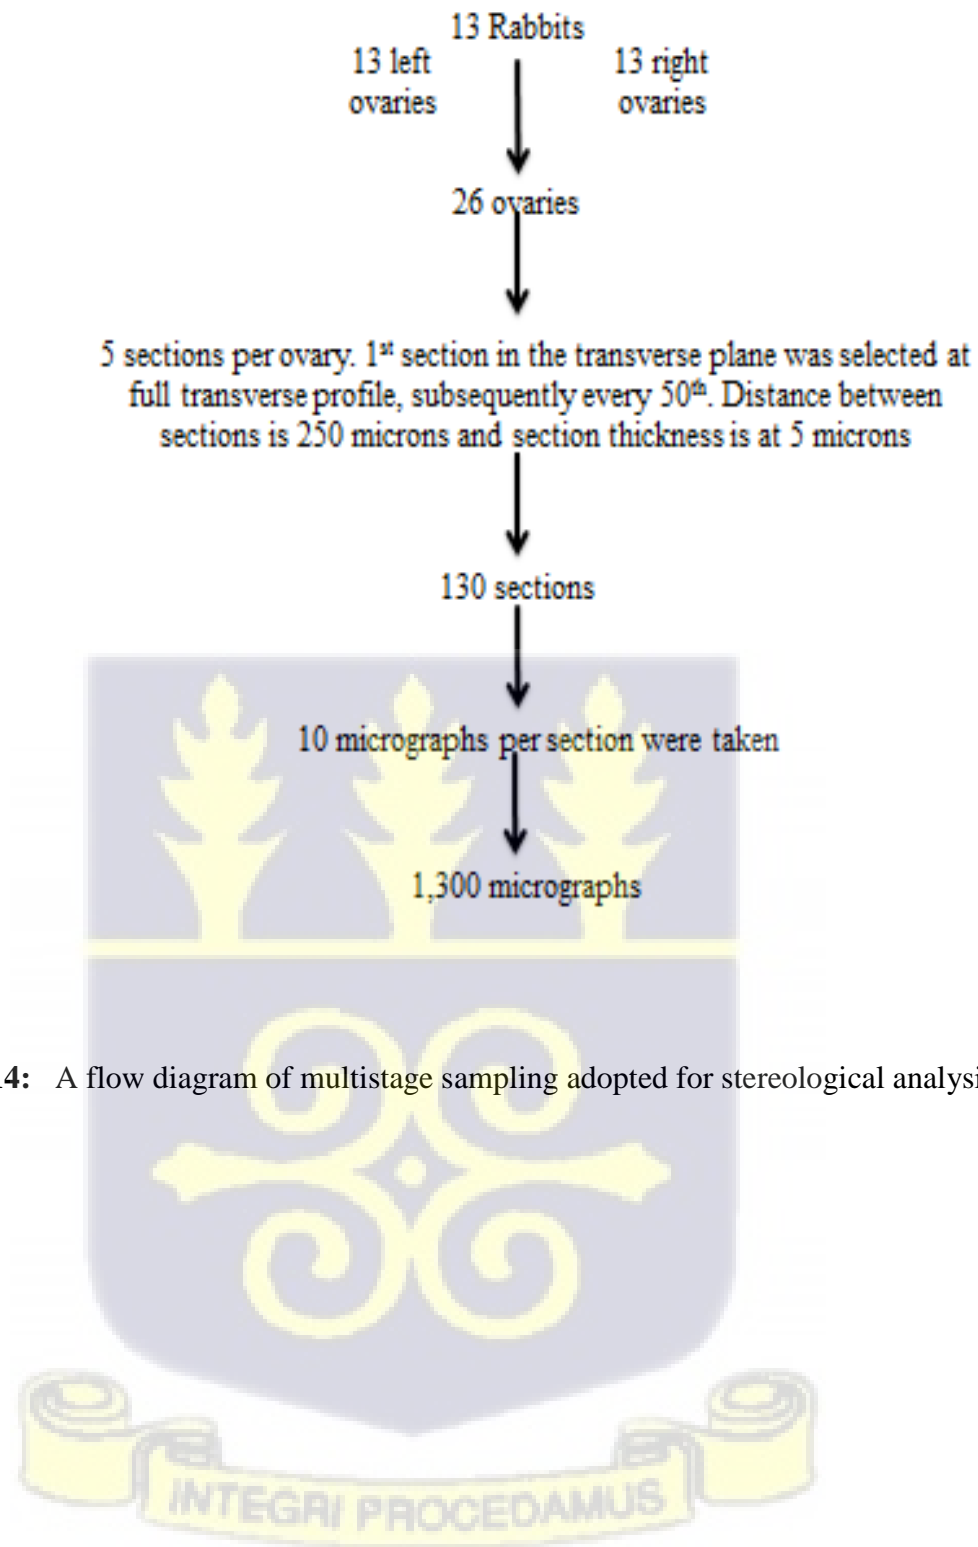 13 Rabbits
13 left
ovaries
13 right
ovaries
26 ovaries
5 sections per ovary. 1st section in the transverse plane was selected at
full transverse profile, subsequently every 50th. Distance between
sections is 250 microns and section thickness is at 5 microns
130 sections
10 micrographs per section were taken
1,300 micrographs
4: A flow diagram of multistage sampling adopted for stereological analysi
INTEGRI PROCEDAMUS